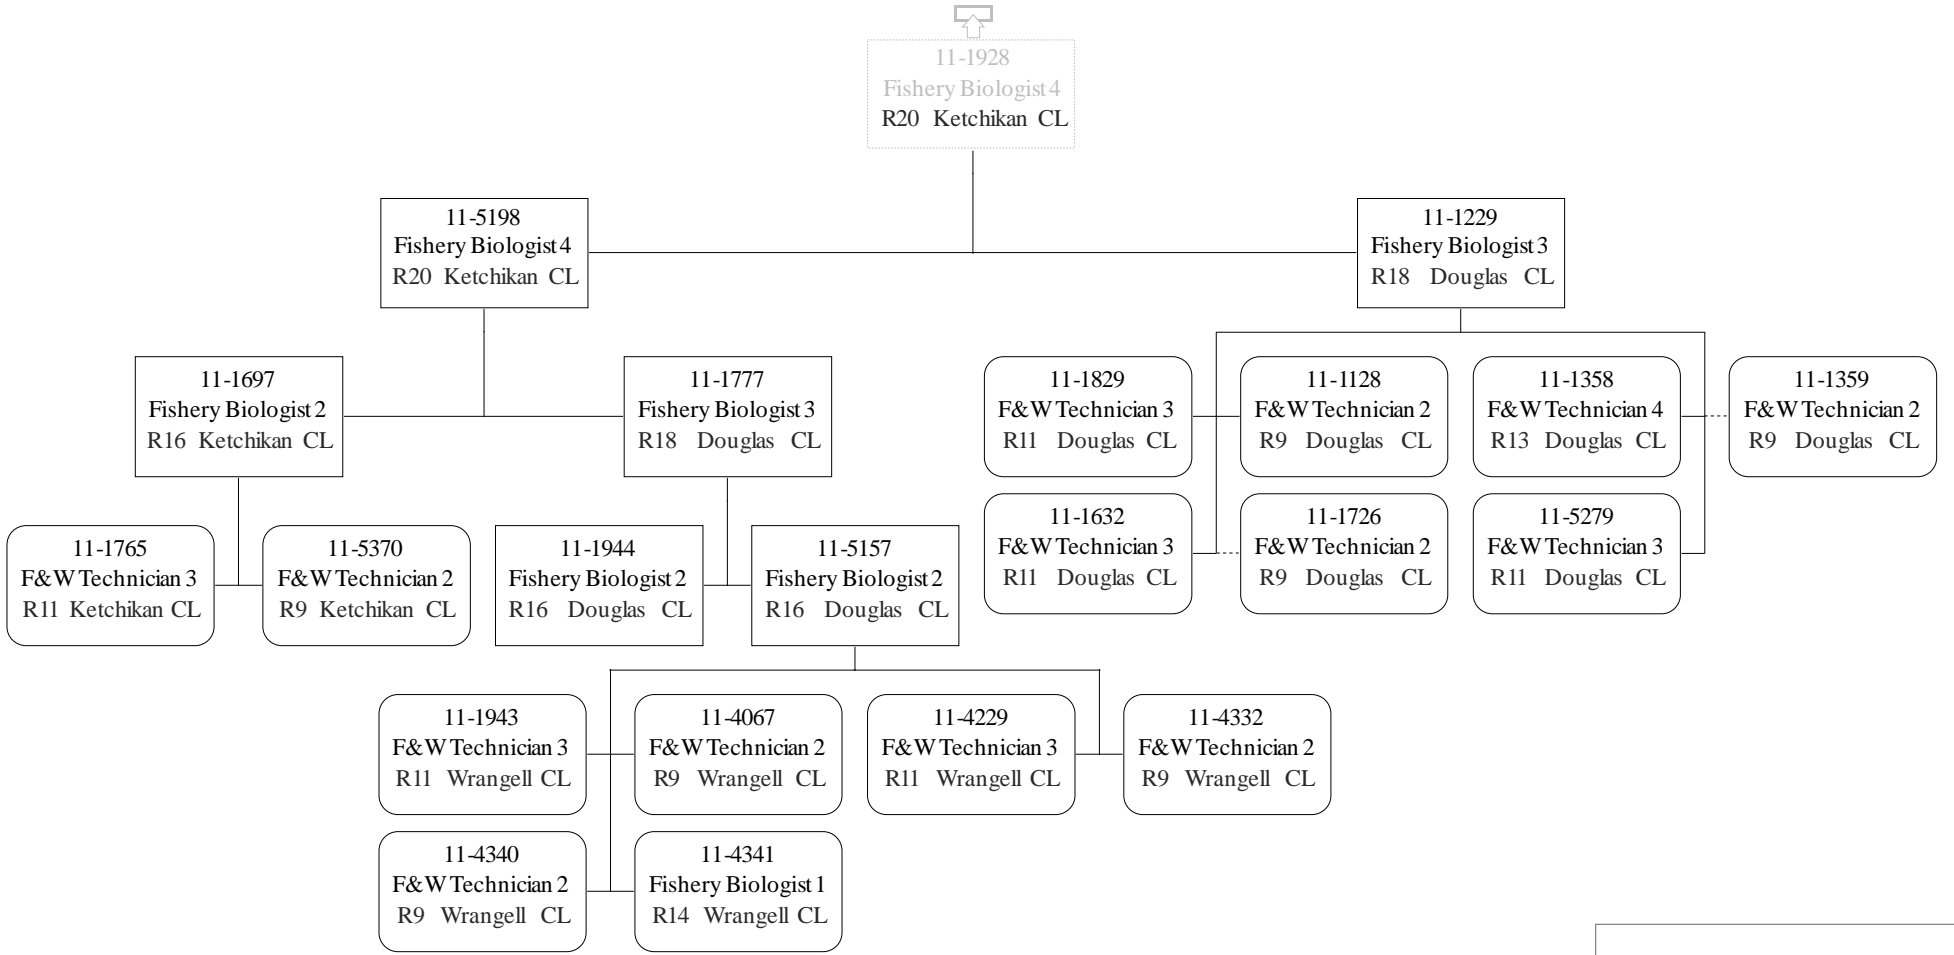 11-1928
Fishery Biologist 4
R20 Ketchikan CL
11-5198
Fishery Biologist 4
R20 Ketchikan CL
11-1229
Fishery Biologist 3
R18 Douglas CL
11-1697
Fishery Biologist 2
R16 Ketchikan CL
11-1777
Fishery Biologist 3
R18 Douglas CL
11-1829
F&W Technician 3
R11 Douglas CL
11-1128
F&W Technician 2
R9 Douglas CL
11-1358
F&W Technician 4
R13 Douglas CL
11-1359
F&W Technician 2
R9 Douglas CL
11-1632
F&W Technician 3
R11 Douglas CL
11-1726
F&W Technician 2
R9 Douglas CL
11-5279
F&W Technician 3
R11 Douglas CL
11-1765
F&W Technician 3
R11 Ketchikan CL
11-5370
F&W Technician 2
R9 Ketchikan CL
11-1944
Fishery Biologist 2
R16 Douglas CL
11-5157
Fishery Biologist 2
R16 Douglas CL
11-1943
F&W Technician 3
R11 Wrangell CL
11-4067
F&W Technician 2
R9 Wrangell CL
11-4229
F&W Technician 3
R11 Wrangell CL
11-4332
F&W Technician 2
R9 Wrangell CL
11-4340
F&W Technician 2
R9 Wrangell CL
11-4341
Fishery Biologist 1
R14 Wrangell CL